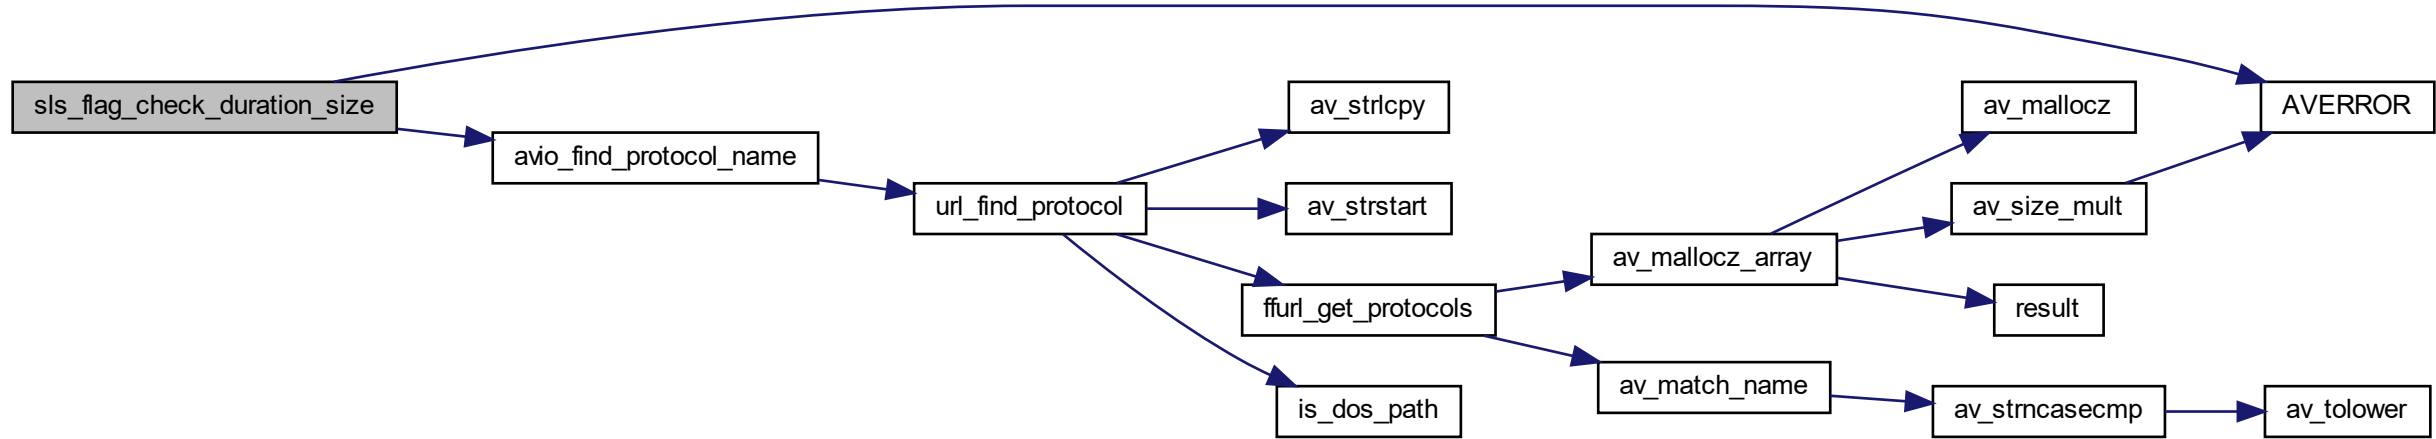 sls_flag_check_duration_size
avio_find_protocol_name
url_find_protocol
av_strlcpy
av_strstart
ffurl_get_protocols
is_dos_path
av_mallocz_array
av_match_name
av_mallocz
av_size_mult
result
av_strncasecmp
AVERROR
av_tolower